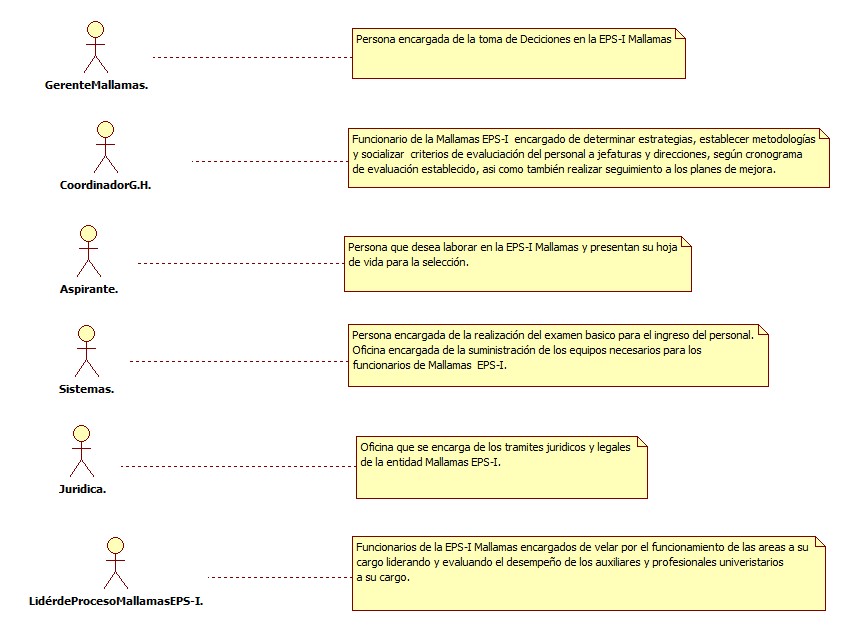 Persona encargada de la toma de Decisiones en la EPS-I Mallamas
GerenteMallamas.
Funcionario de la Mallamas EPS-I encargado de determinar estrategias, establecer metodologías
y socializar criterios de evaluciación del personal a jefaturas y direcciones, según cronograma
de evaluación establecido, asi como también realizar seguimiento a los planes de mejora.
CoordinadorG.H.
Persona que desea laborar en la EPS-I Mallamas y presentan su hoja
de vida para la selección.
Aspirante.
Persona encargada de la realización del examen basico para el ingreso del personal.
Oficina encargada de la suministración de los equipos necesarios para los
funcionarios de Mallamas EPS-I.
Sistemas.
Oficina que se encarga de los tramites juridicos y legales
de la entidad Mallamas EPS-I.
Juridica.
Funcionarios de la EPS-I Mallamas encargados de velar por el funcionamiento de las areas a su
cargo liderando y evaluando el desempeño de los auxiliares y profesionales univeristarios
a su cargo.
LidérdeProcesoMallamasEPS-I.